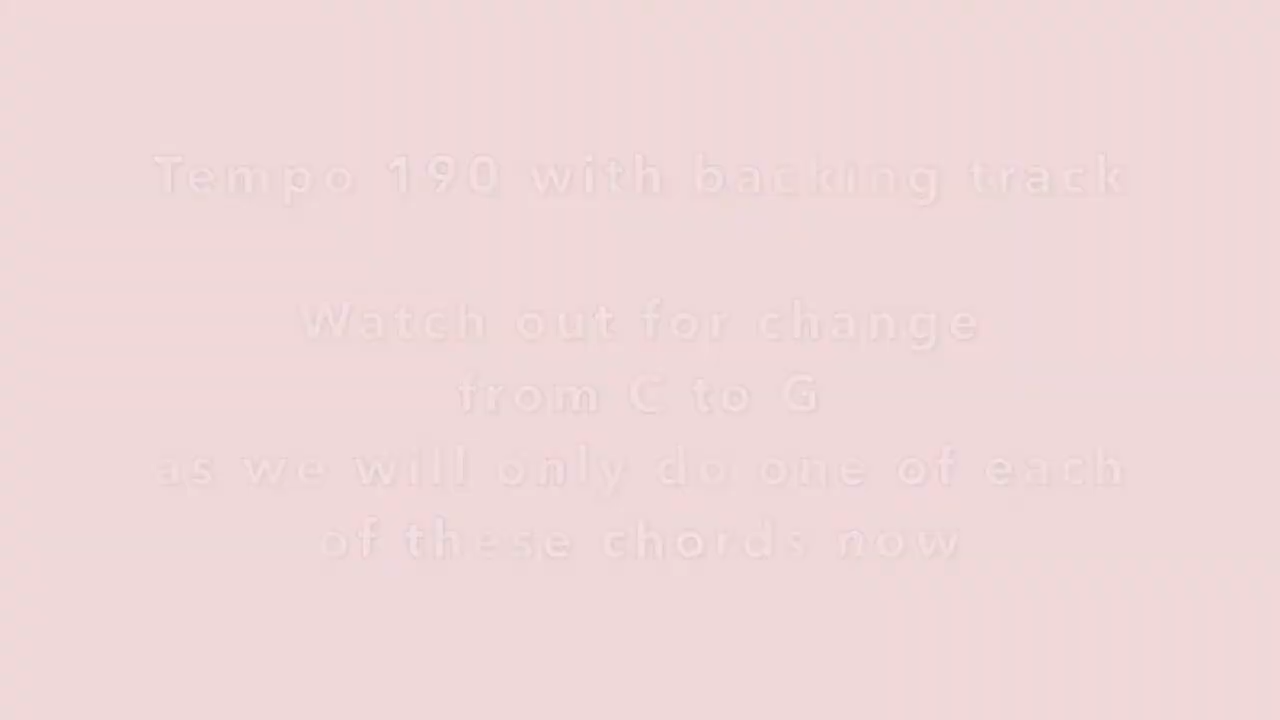 Tempo 190 with backing track
Watch out for change
from C to G
as we will only do one of each
of these chords now